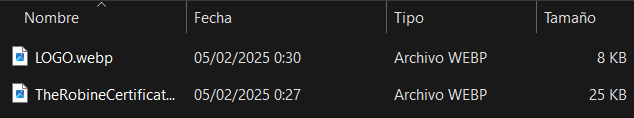 Nombre Fecha Tipo Tamaño
LOGO.webp 05/02/2025 0:30 Archivo WEBP 8 KB
TheRobineCertificat... 05/02/2025 0:27 Archivo WEBP 25 KB